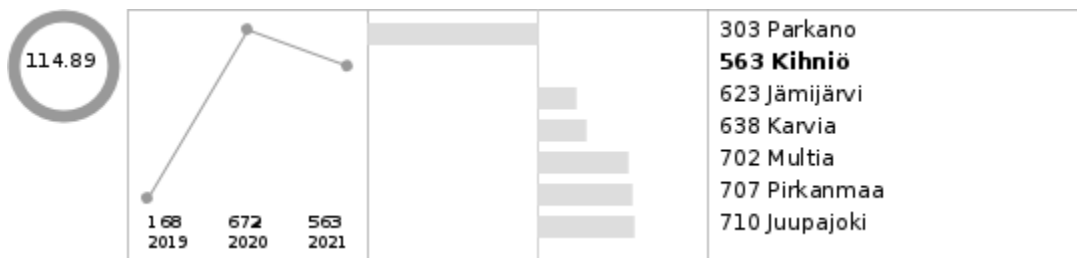 114.89
168 672 563
2019 2020 2021
303 Parkano
563 Kihniö
623 Jämijärvi
638 Karvia
702 Multia
707 Pirkanmaa
710 Juupajoki